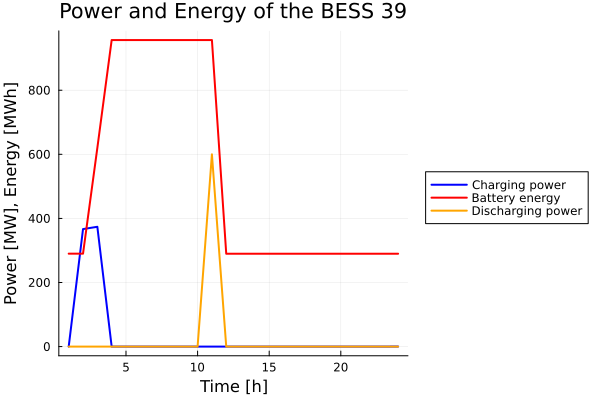 Power and Energy of the BESS 39
Power [MW], Energy [MWh]
800
600
400
200
0
5
10
15
20
Time [h]
Charging power
Battery energy
Discharging power